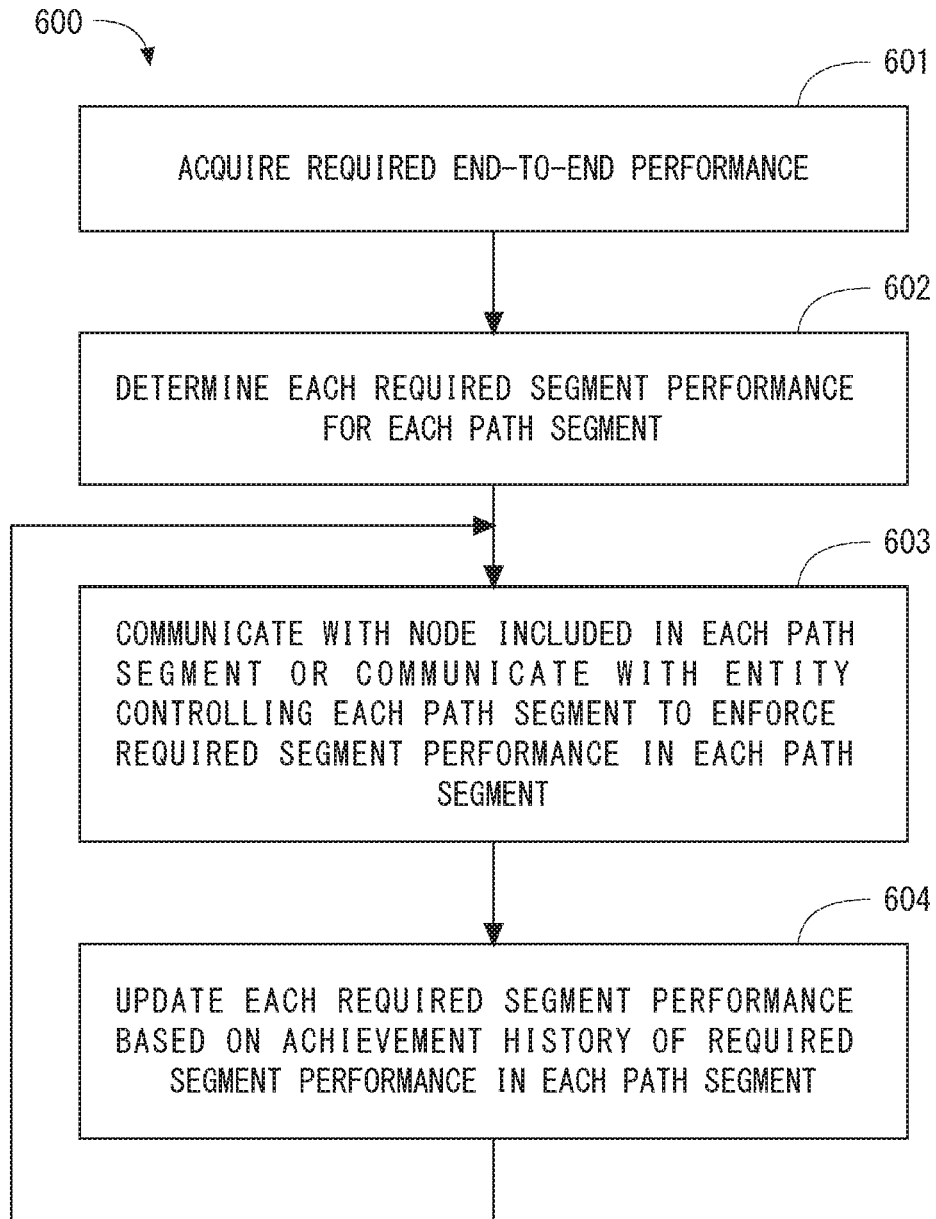 600
601
ACQUIRE REQUIRED END-TO-END PERFORMANCE
602
DETERMINE EACH REQUIRED SEGMENT PERFORMANCE
FOR EACH PATH SEGMENT
603
COMMUNICATE WITH NODE INCLUDED IN EACH PATH
SEGMENT OR COMMUNICATE WITH ENTITY
CONTROLLING EACH PATH SEGMENT TO ENFORCE
REQUIRED SEGMENT PERFORMANCE IN EACH PATH
SEGMENT
604
UPDATE EACH REQUIRED SEGMENT PERFORMANCE
BASED ON ACHIEVEMENT HISTORY OF REQUIRED
SEGMENT PERFORMANCE IN EACH PATH SEGMENT